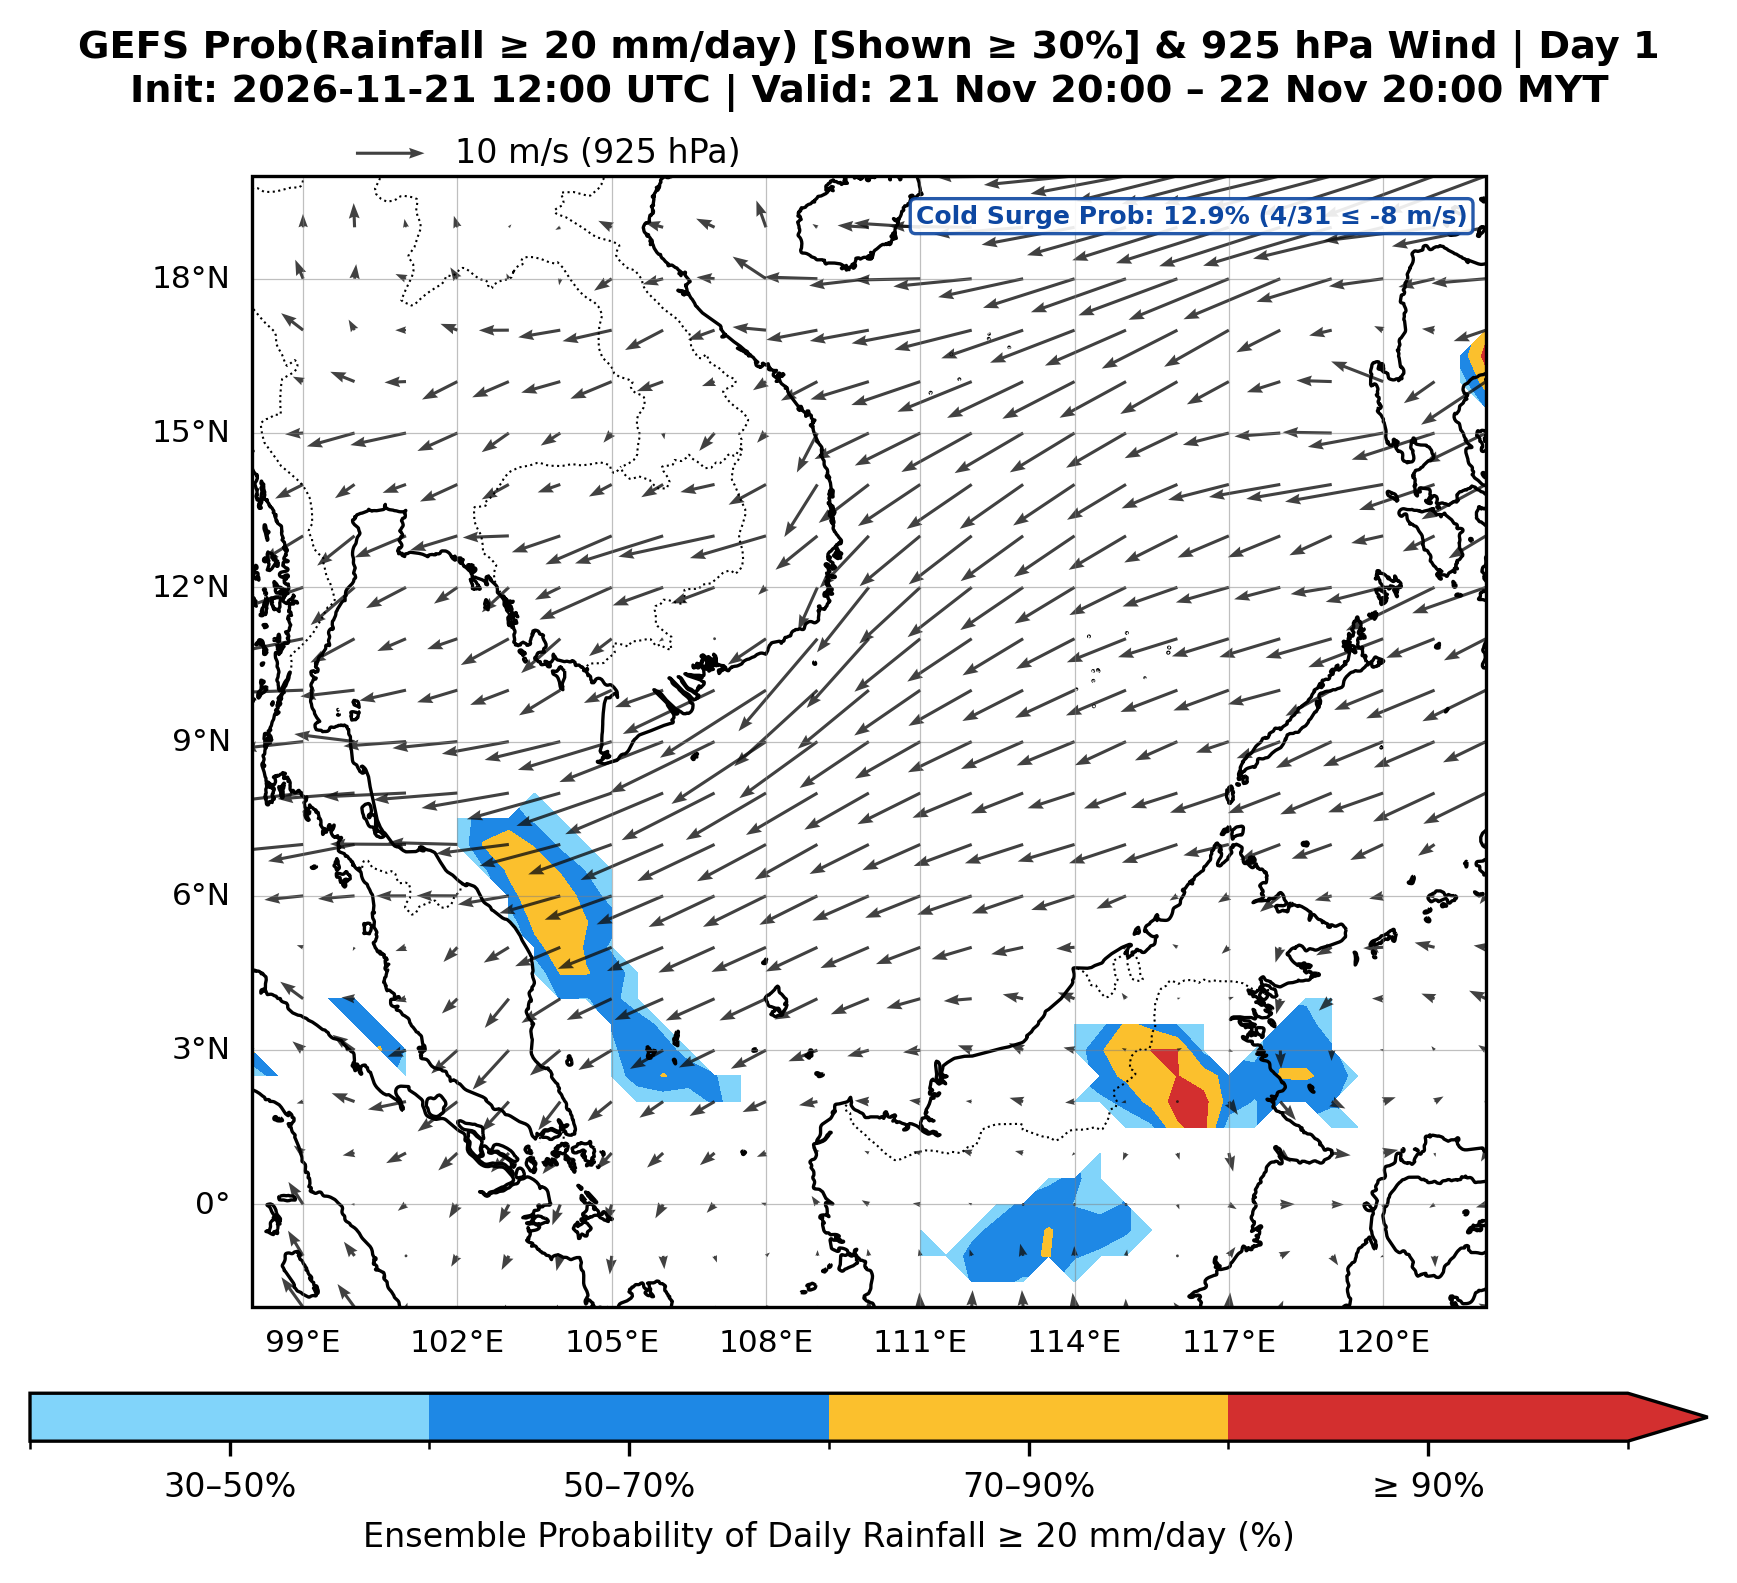 GEFS Prob(Rainfall ≥ 20 mm/day) [Shown ≥ 30%] & 925 hPa Wind | Day 1
Init: 2026-11-21 12:00 UTC | Valid: 21 Nov 20:00 – 22 Nov 20:00 MYT
10 m/s (925 hPa)
Cold Surge Prob: 12.9% (4/31 ≤ -8 m/s)
18°N
15°N
12°N
9°N
6°N
3°N
0°
99°E 102°E 105°E 108°E 111°E 114°E 117°E 120°E
30–50% 50–70% 70–90% ≥ 90%
Ensemble Probability of Daily Rainfall ≥ 20 mm/day (%)